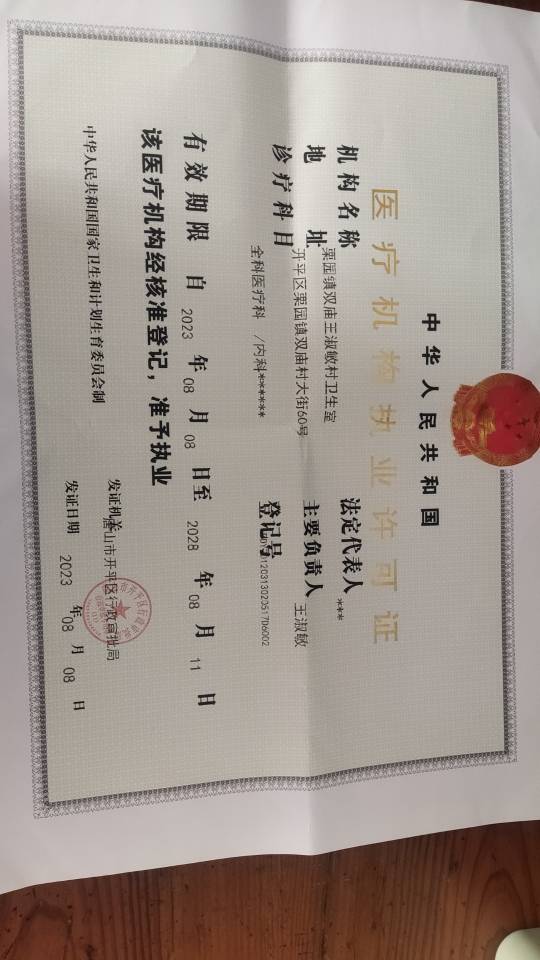 中华人民共和国
医疗机构执业许可证
机构名称 栗园镇双庙王淑敏村卫生室
法定代表人 ***
地址 开平区栗园镇双庙村大街60号
主要负责人 王淑敏
诊疗科目
登记号
全科医疗科 /内科******
有效期限 自 2023 年 08 月 08 日至 2028 年 08 月 11 日
该医疗机构经核准登记，准予执业
中华人民共和国国家卫生和计划生育委员会制
发证机关 唐山市开平区行政审批局
发证日期 2023 年 08 月 08 日